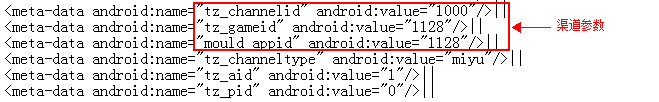 <meta-data android:name="tz_channelid" android:value="1000"/>||
<meta-data android:name="tz_gameid" android:value="1128"/>||
<meta-data android:name="mould_appid" android:value="1128"/>||
<meta-data android:name="tz_channeltype" android:value="miyu"/>||
<meta-data android:name="tz_aid" android:value="1"/>||
<meta-data android:name="tz_pid" android:value="0"/>||
渠道参数